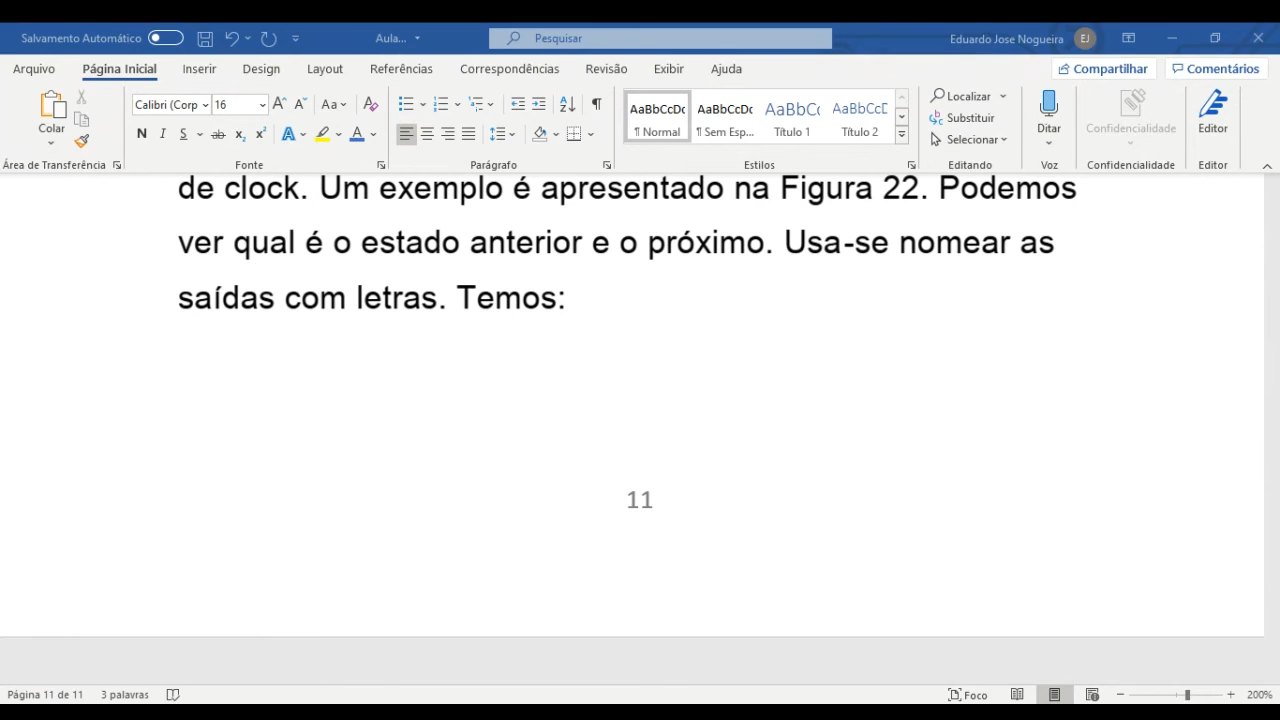 Salvamento Automático
Aula...
Pesquisar
Eduardo Jose Nogueira
EJ
Arquivo
Página Inicial
Inserir
Design
Layout
Referências
Correspondências
Revisão
Exibir
Ajuda
Compartilhar
Comentários
Colar
Área de Transferência
Calibri (Corp
16
Fonte
Parágrafo
AaBbCcDc
¶ Normal
AaBbCcDc
¶ Sem Esp...
AaBbCc
Título 1
AaBbCcD
Título 2
Estilos
Localizar
Substituir
Selecionar
Editando
Ditar
Voz
Confidencialidade
Confidencialidade
Editor
Editor
de clock. Um exemplo é apresentado na Figura 22. Podemos
ver qual é o estado anterior e o próximo. Usa-se nomear as
saídas com letras. Temos:
11
Página 11 de 11
3 palavras
Foco
200%